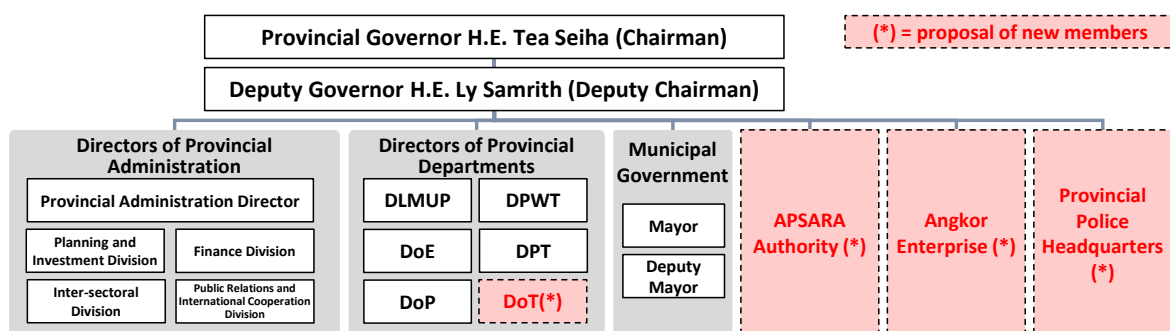 Provincial Governor H.E. Tea Seiha (Chairman)
(*) = proposal of new members
Deputy Governor H.E. Ly Samrith (Deputy Chairman)
Directors of Provincial
Administration
Provincial Administration Director
Planning and
Investment Division
Finance Division
Inter-sectoral
Division
Public Relations and
International Cooperation
Division
Directors of Provincial
Departments
DLMUP
DPWT
DoE
DPT
DoP
DoT(*)
Municipal
Government
Mayor
Deputy
Mayor
APSARA
Authority (*)
Angkor
Enterprise (*)
Provincial
Police
Headquarters
(*)